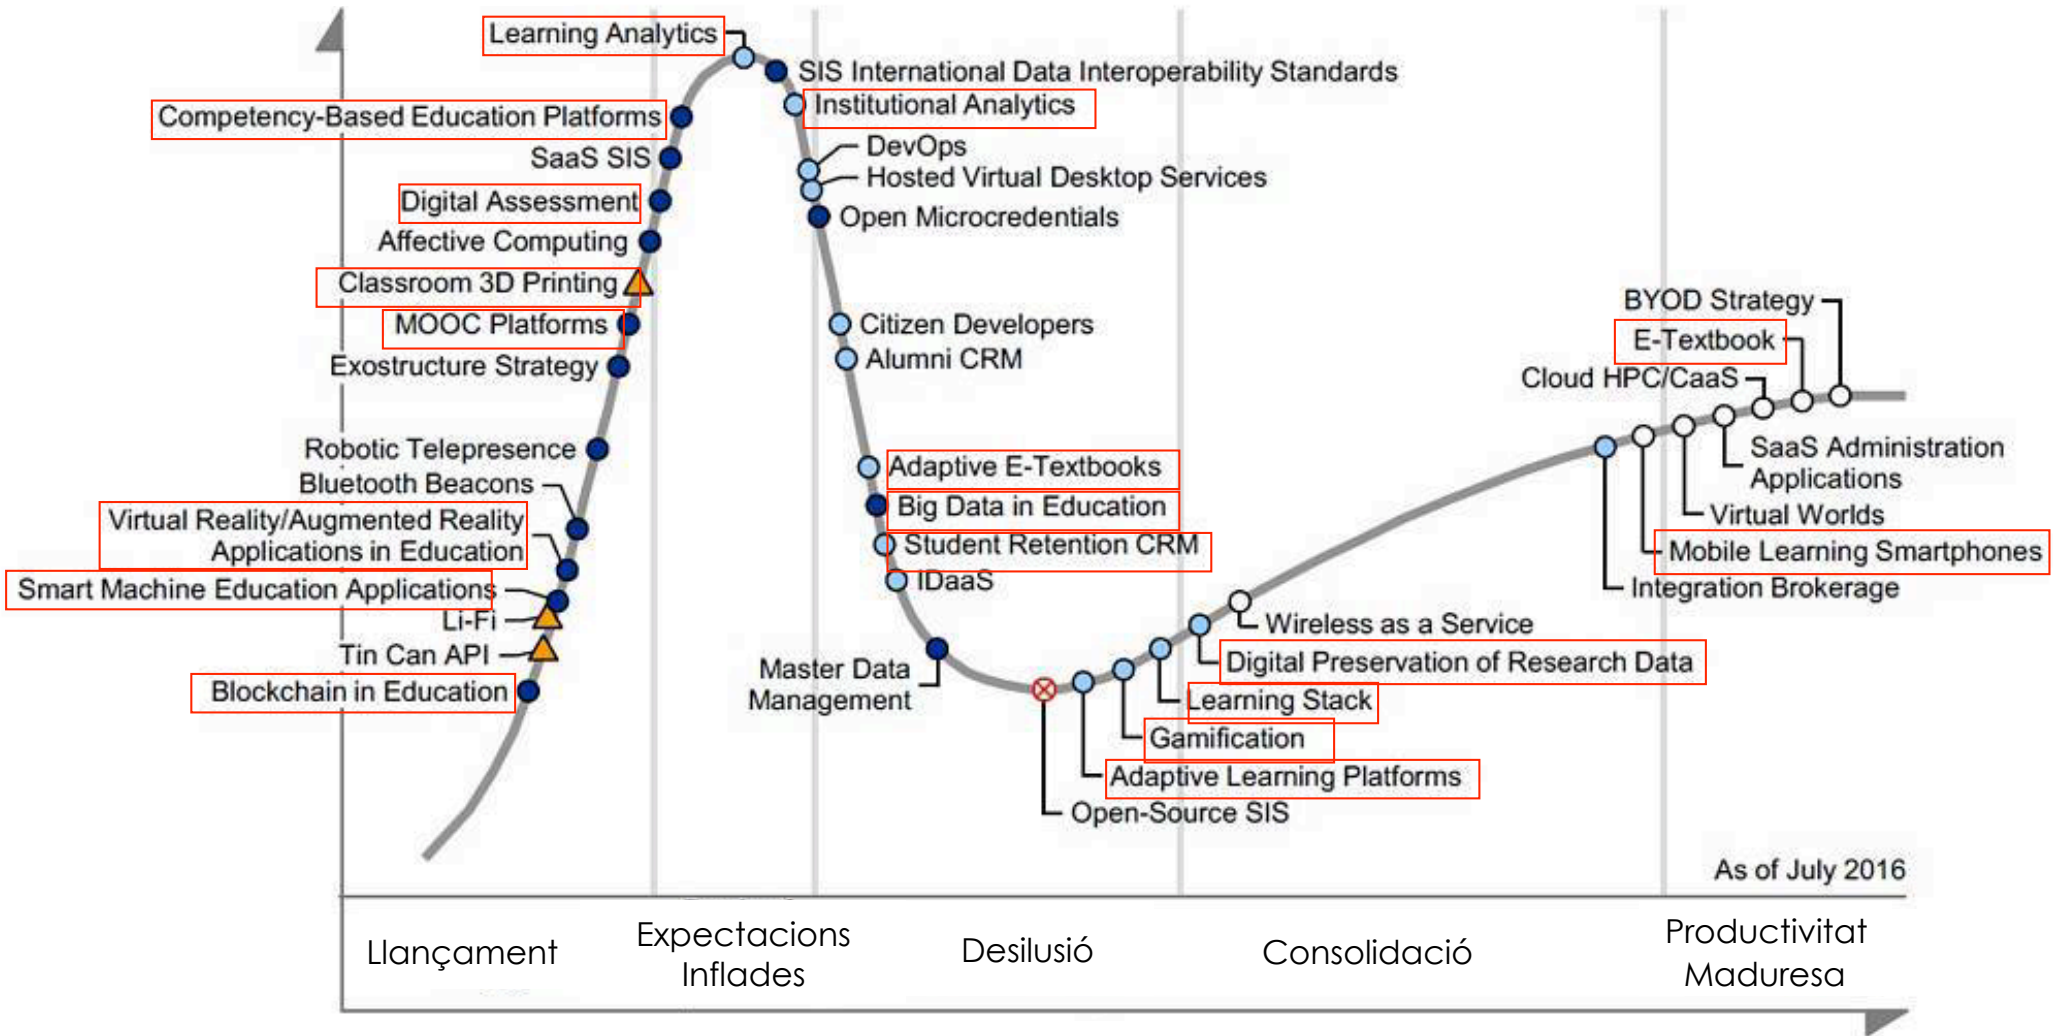 Learning Analytics
SIS International Data Interoperability Standards
Institutional Analytics
Competency-Based Education Platforms
DevOps
SaaS SIS
Hosted Virtual Desktop Services
Digital Assessment
Open Microcredentials
Affective Computing
Classroom 3D Printing
MOOC Platforms
Citizen Developers
Exostructure Strategy
Alumni CRM
BYOD Strategy
E-Textbook
Cloud HPC/CaaS
Robotic Telepresence
Bluetooth Beacons
Virtual Reality/Augmented Reality
Applications in Education
Smart Machine Education Applications
Li-Fi
Tin Can API
Blockchain in Education
Adaptive E-Textbooks
Big Data in Education
Student Retention CRM
IDaaS
Master Data
Management
SaaS Administration
Applications
Virtual Worlds
Mobile Learning Smartphones
Integration Brokerage
Wireless as a Service
Digital Preservation of Research Data
Learning Stack
Gamification
Adaptive Learning Platforms
Open-Source SIS
As of July 2016
Llançament
Expectacions
Inflades
Desilusió
Consolidació
Productivitat
Maduresa